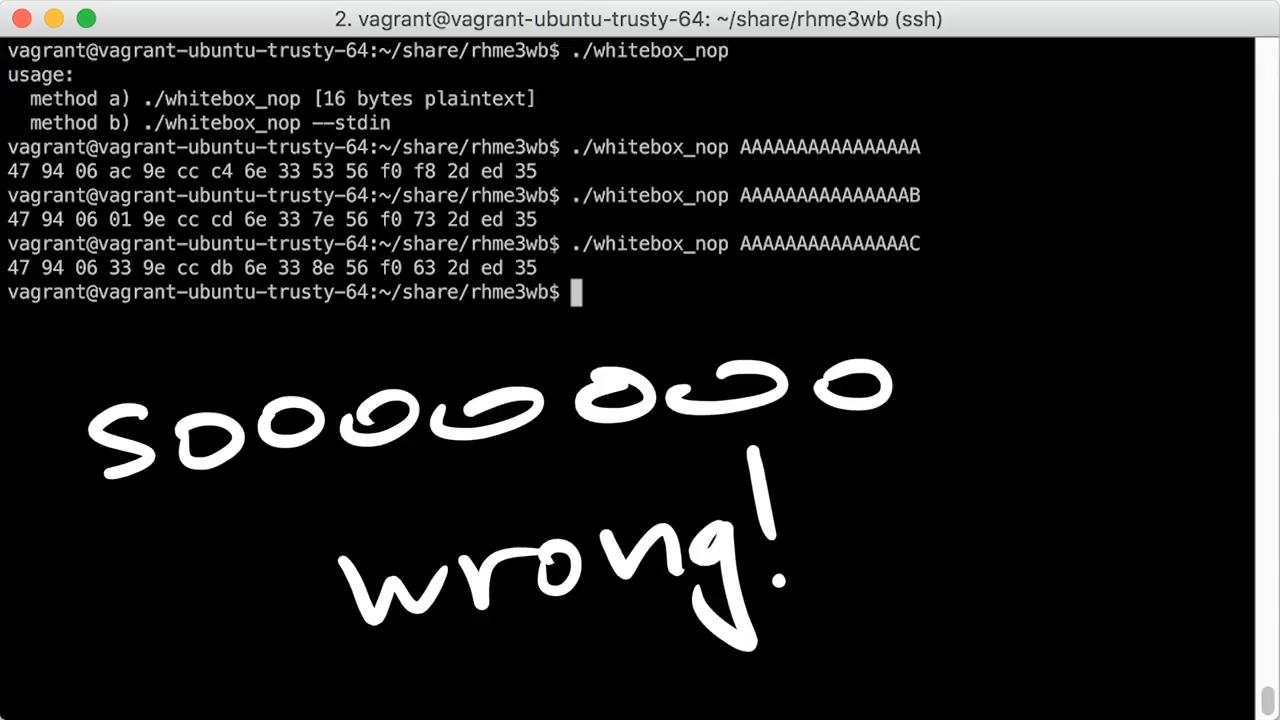 2. vagrant@vagrant-ubuntu-trusty-64: ~/share/rhme3wb (ssh)
vagrant@vagrant-ubuntu-trusty-64:~/share/rhme3wb$ ./whitebox_nop
usage:
  method a) ./whitebox_nop [16 bytes plaintext]
  method b) ./whitebox_nop --stdin
vagrant@vagrant-ubuntu-trusty-64:~/share/rhme3wb$ ./whitebox_nop AAAAAAAAAAAAAAAA
47 94 06 ac 9e cc c4 6e 33 53 56 f0 f8 2d ed 35
vagrant@vagrant-ubuntu-trusty-64:~/share/rhme3wb$ ./whitebox_nop AAAAAAAAAAAAAAAB
47 94 06 01 9e cc cd 6e 33 7e 56 f0 73 2d ed 35
vagrant@vagrant-ubuntu-trusty-64:~/share/rhme3wb$ ./whitebox_nop AAAAAAAAAAAAAAAC
47 94 06 33 9e cc db 6e 33 8e 56 f0 63 2d ed 35
vagrant@vagrant-ubuntu-trusty-64:~/share/rhme3wb$
soooooooo
wrong!